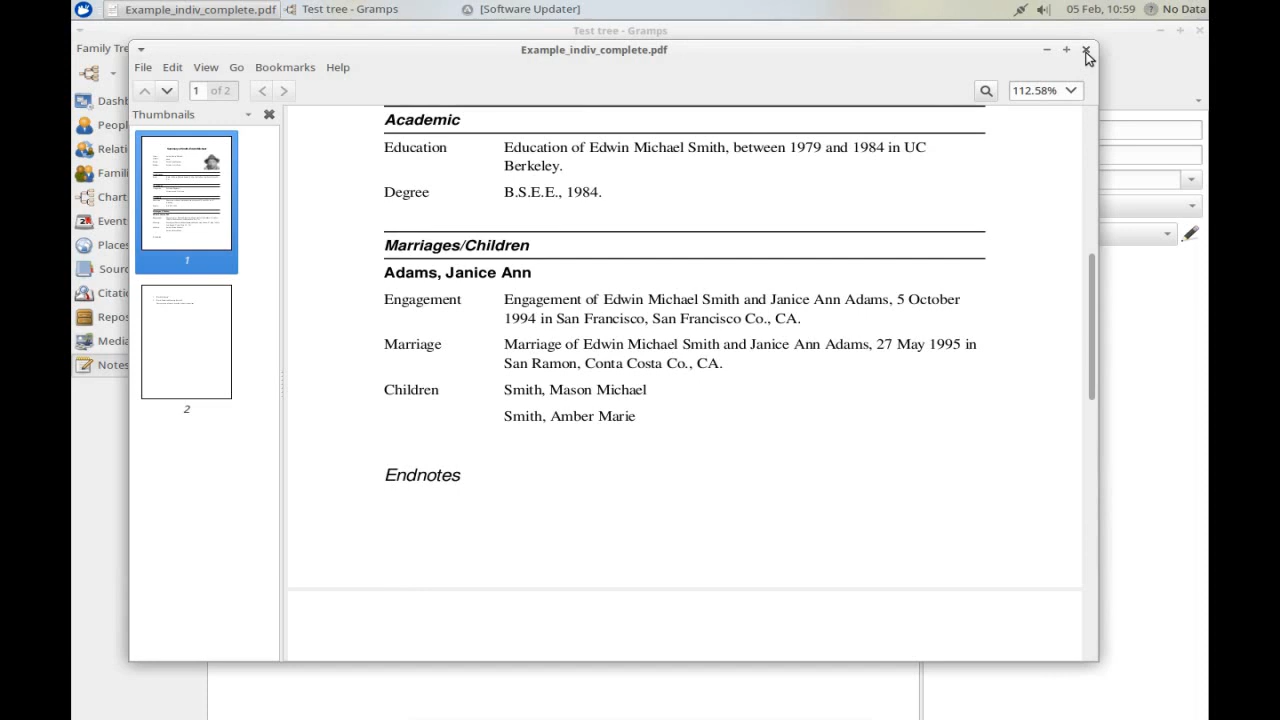 Example_indiv_complete.pdf
Test tree - Gramps
[Software Updater]
05 Feb, 10:59
No Data
Test tree - Gramps
Family Tre
Example_indiv_complete.pdf
File Edit View Go Bookmarks Help
1 of 2
112.58%
Thumbnails
Dashb
Peopl
Relati
Famili
Chart
Event
Places
Sourc
Citatio
Repos
Media
Notes
1
2
Academic
Education Education of Edwin Michael Smith, between 1979 and 1984 in UC
Berkeley.
Degree B.S.E.E., 1984.
Marriages/Children
Adams, Janice Ann
Engagement Engagement of Edwin Michael Smith and Janice Ann Adams, 5 October
1994 in San Francisco, San Francisco Co., CA.
Marriage Marriage of Edwin Michael Smith and Janice Ann Adams, 27 May 1995 in
San Ramon, Conta Costa Co., CA.
Children Smith, Mason Michael
Smith, Amber Marie
Endnotes